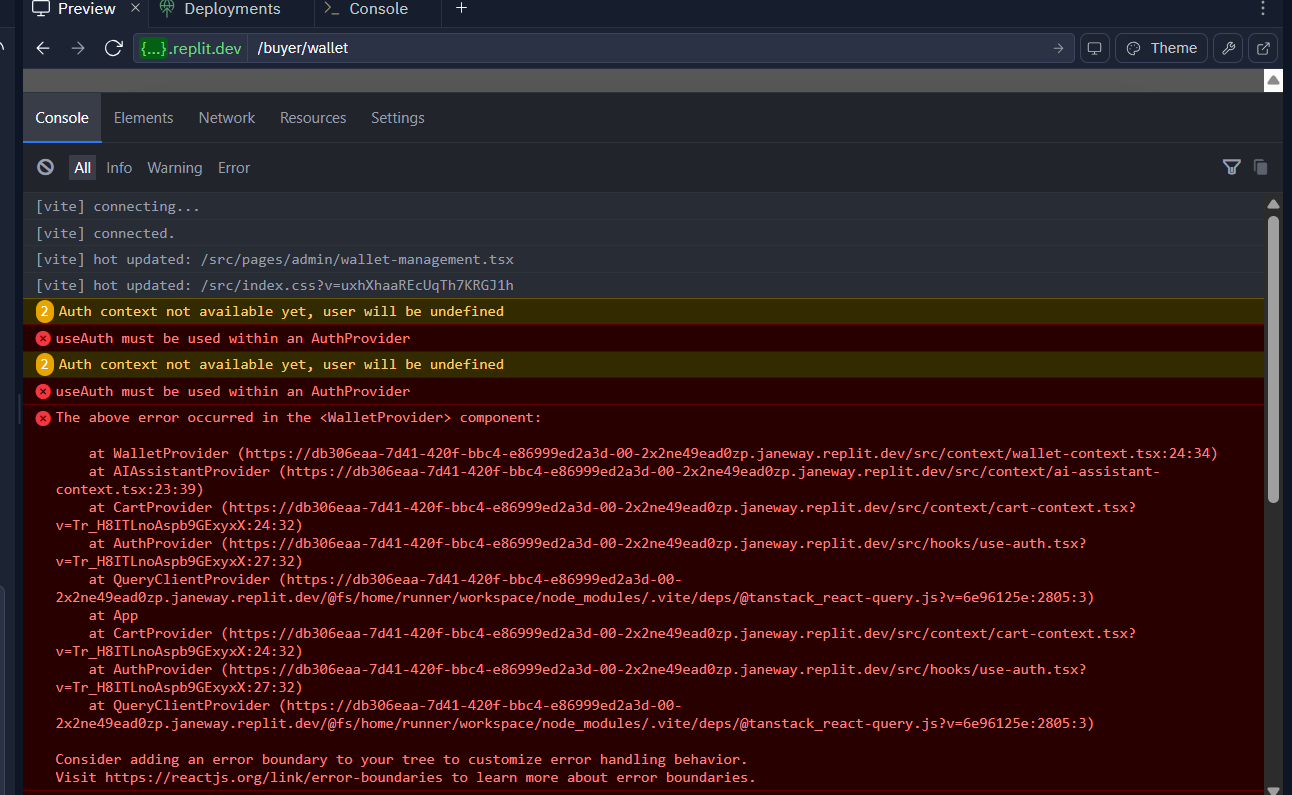 Preview
Deployments
Console
{...}.replit.dev /buyer/wallet
Theme
Console Elements Network Resources Settings
All Info Warning Error
[vite] connecting...
[vite] connected.
[vite] hot updated: /src/pages/admin/wallet-management.tsx
[vite] hot updated: /src/index.css?v=uxhXhaaREcUqTh7KRGJ1h
2 Auth context not available yet, user will be undefined
useAuth must be used within an AuthProvider
2 Auth context not available yet, user will be undefined
useAuth must be used within an AuthProvider
The above error occurred in the <WalletProvider> component:
at WalletProvider (https://db306eaa-7d41-420f-bbc4-e86999ed2a3d-00-2x2ne49ead0zp.janeway.replit.dev/src/context/wallet-context.tsx:24:34)
at AIAssistantProvider (https://db306eaa-7d41-420f-bbc4-e86999ed2a3d-00-2x2ne49ead0zp.janeway.replit.dev/src/context/ai-assistant-
context.tsx:23:39)
at CartProvider (https://db306eaa-7d41-420f-bbc4-e86999ed2a3d-00-2x2ne49ead0zp.janeway.replit.dev/src/context/cart-context.tsx?
v=Tr_H8ITLnoAspb9GExyxX:24:32)
at AuthProvider (https://db306eaa-7d41-420f-bbc4-e86999ed2a3d-00-2x2ne49ead0zp.janeway.replit.dev/src/hooks/use-auth.tsx?
v=Tr_H8ITLnoAspb9GExyxX:27:32)
at QueryClientProvider (https://db306eaa-7d41-420f-bbc4-e86999ed2a3d-00-
2x2ne49ead0zp.janeway.replit.dev/@fs/home/runner/workspace/node_modules/.vite/deps/@tanstack_react-query.js?v=6e96125e:2805:3)
at App
at CartProvider (https://db306eaa-7d41-420f-bbc4-e86999ed2a3d-00-2x2ne49ead0zp.janeway.replit.dev/src/context/cart-context.tsx?
v=Tr_H8ITLnoAspb9GExyxX:24:32)
at AuthProvider (https://db306eaa-7d41-420f-bbc4-e86999ed2a3d-00-2x2ne49ead0zp.janeway.replit.dev/src/hooks/use-auth.tsx?
v=Tr_H8ITLnoAspb9GExyxX:27:32)
at QueryClientProvider (https://db306eaa-7d41-420f-bbc4-e86999ed2a3d-00-
2x2ne49ead0zp.janeway.replit.dev/@fs/home/runner/workspace/node_modules/.vite/deps/@tanstack_react-query.js?v=6e96125e:2805:3)
Consider adding an error boundary to your tree to customize error handling behavior.
Visit https://reactjs.org/link/error-boundaries to learn more about error boundaries.